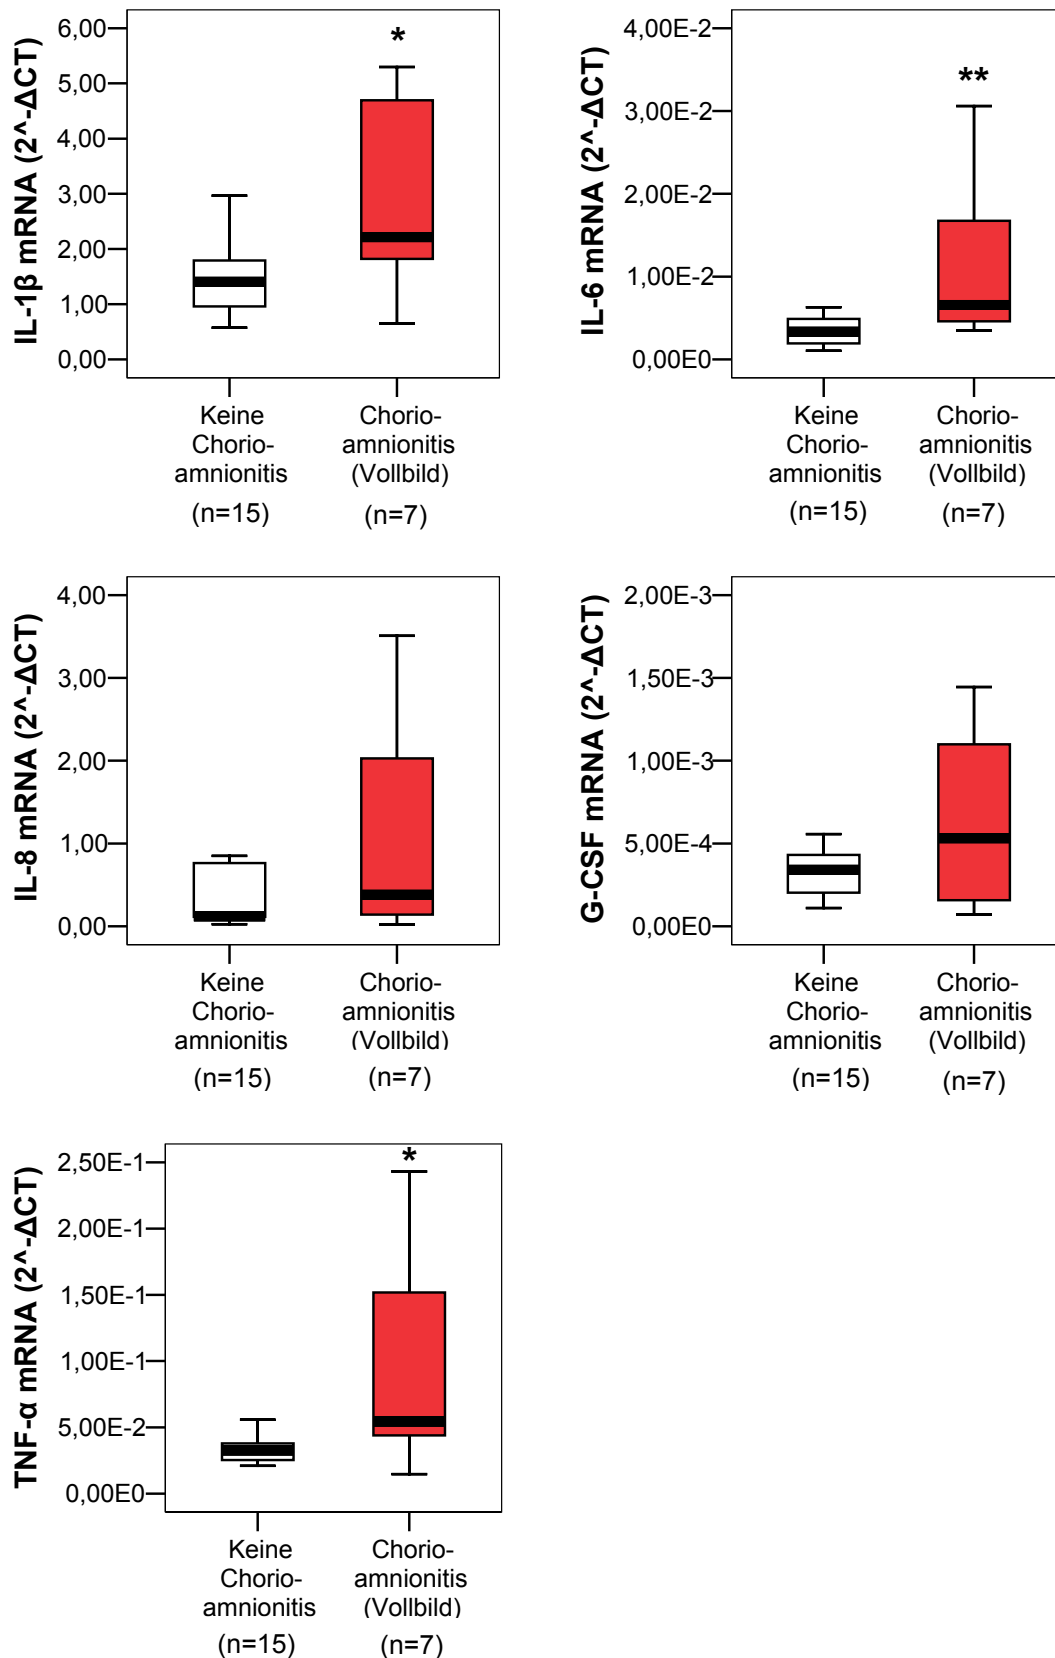 IL-1β mRNA (2^-ΔCT)
6,00
5,00
4,00
3,00
2,00
1,00
0,00
*
Keine
Chorio-
amnionitis
(n=15)
Chorio-
amnionitis
(Vollbild)
(n=7)
IL-6 mRNA (2^-ΔCT)
4,00E-2
3,00E-2
2,00E-2
1,00E-2
0,00E0
**
Keine
Chorio-
amnionitis
(n=15)
Chorio-
amnionitis
(Vollbild)
(n=7)
IL-8 mRNA (2^-ΔCT)
4,00
3,00
2,00
1,00
0,00
Keine
Chorio-
amnionitis
(n=15)
Chorio-
amnionitis
(Vollbild)
(n=7)
G-CSF mRNA (2^-ΔCT)
2,00E-3
1,50E-3
1,00E-3
5,00E-4
0,00E0
Keine
Chorio-
amnionitis
(n=15)
Chorio-
amnionitis
(Vollbild)
(n=7)
TNF-α mRNA (2^-ΔCT)
2,50E-1
2,00E-1
1,50E-1
1,00E-1
5,00E-2
0,00E0
*
Keine
Chorio-
amnionitis
(n=15)
Chorio-
amnionitis
(Vollbild)
(n=7)